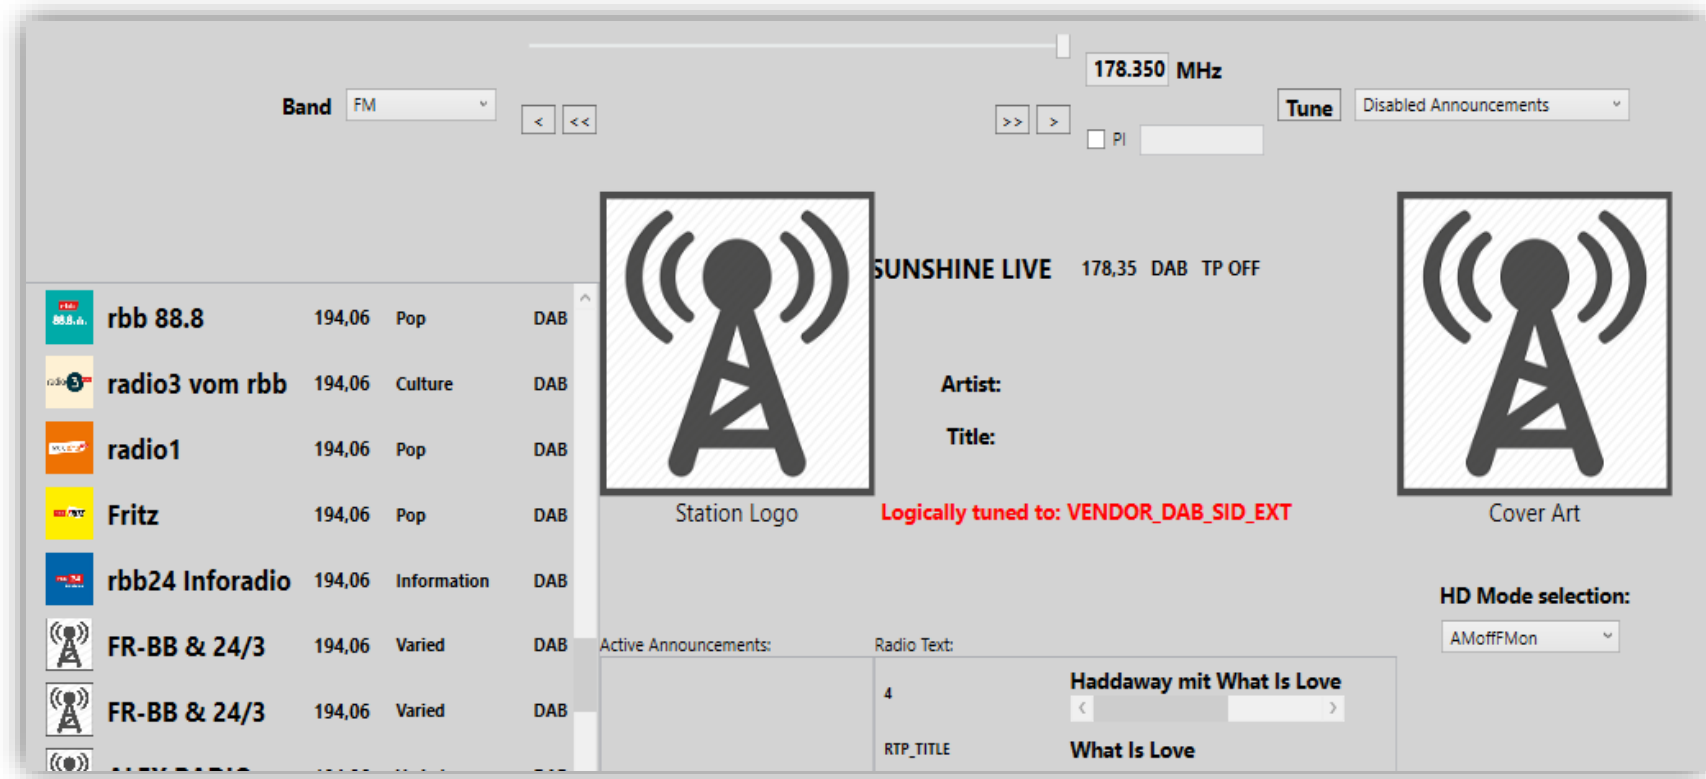 178.350 MHz
Band FM
< <<
>> >
Tune Disabled Announcements
PI
SUNSHINE LIVE 178,35 DAB TP OFF
rbb 88.8 194,06 Pop DAB
radio3 vom rbb 194,06 Culture DAB
radio1 194,06 Pop DAB
Fritz 194,06 Pop DAB
rbb24 Inforadio 194,06 Information DAB
FR-BB & 24/3 194,06 Varied DAB
FR-BB & 24/3 194,06 Varied DAB
Artist:
Title:
Station Logo
Logically tuned to: VENDOR_DAB_SID_EXT
Cover Art
HD Mode selection:
AMoffFMon
Active Announcements:
Radio Text:
4 Haddaway mit What Is Love
RTP_TITLE What Is Love